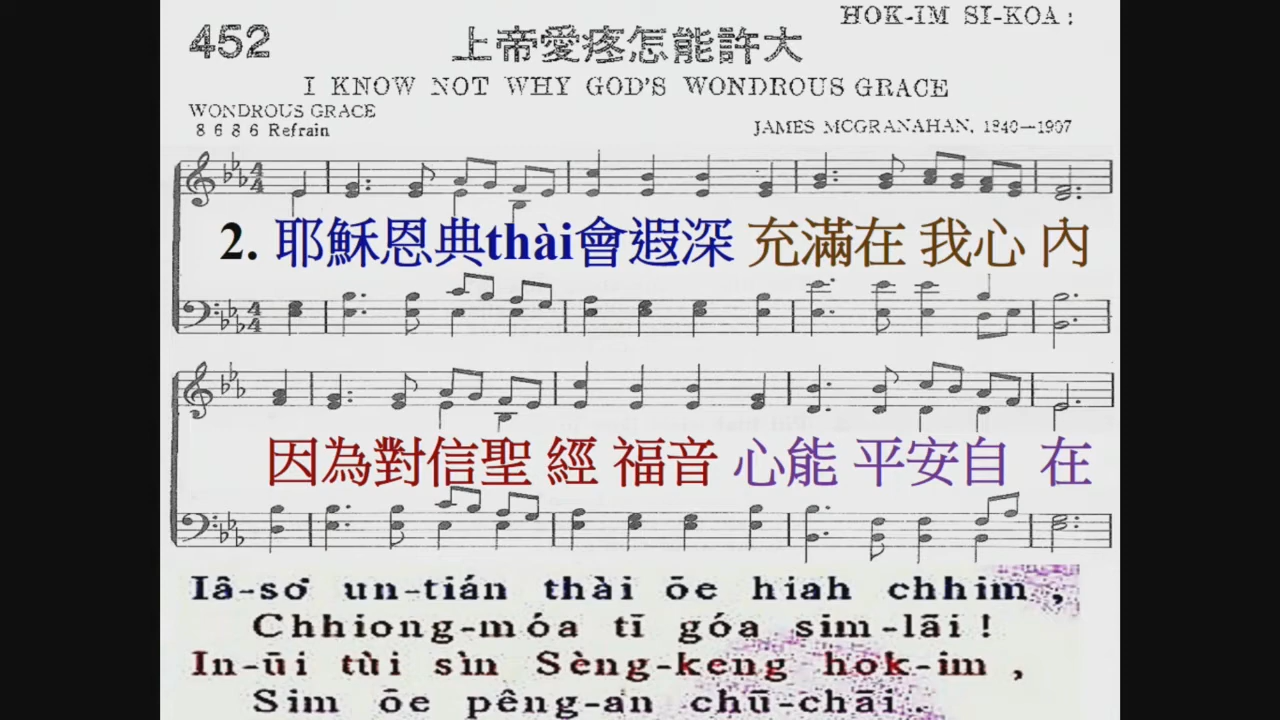 HOK-IM SI-KOA:
452
上帝愛疼怎能許大
I KNOW NOT WHY GOD'S WONDROUS GRACE
WONDROUS GRACE
8 6 8 6 Refrain
JAMES MCGRANAHAN, 1840—1907
2. 耶穌恩典thài會遐深 充滿在 我心 內
因為對信聖 經 福音 心能 平安自 在
Iâ-so͘ un-tián thài ōe hiah chhim,
Chhiong-móa tī góa sim-lāi!
In-ūi tùi sìn Sèng-keng hok-im,
Sim ōe pêng-an chū-chāi.